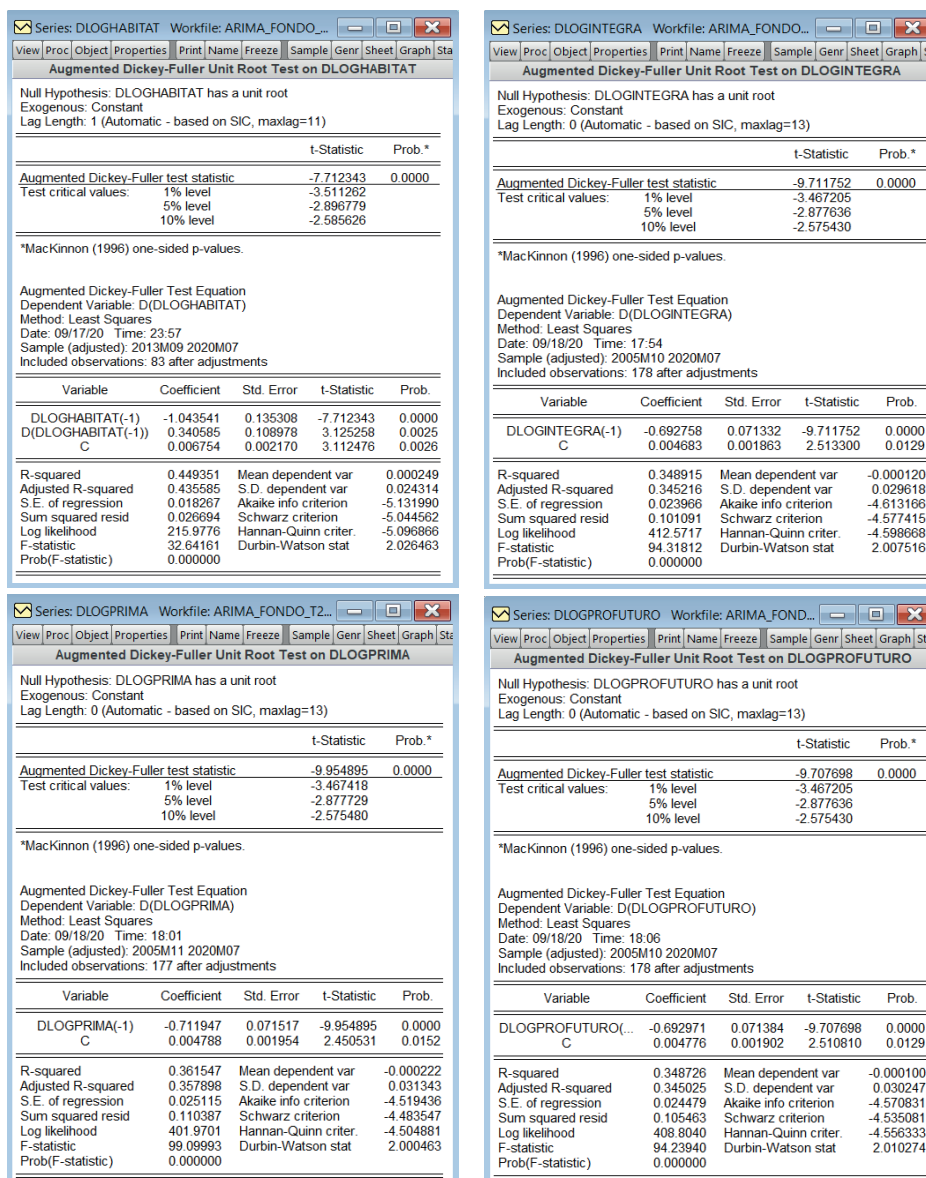 Series: DLOGHABITAT Workfile: ARIMA_FONDO_...
View Proc Object Properties Print Name Freeze Sample Genr Sheet Graph Sta
Augmented Dickey-Fuller Unit Root Test on DLOGHABITAT
Null Hypothesis: DLOGHABITAT has a unit root
Exogenous: Constant
Lag Length: 1 (Automatic - based on SIC, maxlag=11)
t-Statistic Prob.*
Augmented Dickey-Fuller test statistic -7.712343 0.0000
Test critical values: 1% level -3.511262
5% level -2.896779
10% level -2.585626
*MacKinnon (1996) one-sided p-values.
Augmented Dickey-Fuller Test Equation
Dependent Variable: D(DLOGHABITAT)
Method: Least Squares
Date: 09/17/20 Time: 23:57
Sample (adjusted): 2013M09 2020M07
Included observations: 83 after adjustments
Variable Coefficient Std. Error t-Statistic Prob.
DLOGHABITAT(-1) -1.043541 0.135308 -7.712343 0.0000
D(DLOGHABITAT(-1)) 0.340585 0.108978 3.125258 0.0025
C 0.006754 0.002170 3.112476 0.0026
R-squared 0.449351 Mean dependent var 0.000249
Adjusted R-squared 0.435585 S.D. dependent var 0.024314
S.E. of regression 0.018267 Akaike info criterion -5.131990
Sum squared resid 0.026694 Schwarz criterion -5.044562
Log likelihood 215.9776 Hannan-Quinn criter. -5.096866
F-statistic 32.64161 Durbin-Watson stat 2.026463
Prob(F-statistic) 0.000000
Series: DLOGINTEGRA Workfile: ARIMA_FONDO...
View Proc Object Properties Print Name Freeze Sample Genr Sheet Graph S
Augmented Dickey-Fuller Unit Root Test on DLOGINTEGRA
Null Hypothesis: DLOGINTEGRA has a unit root
Exogenous: Constant
Lag Length: 0 (Automatic - based on SIC, maxlag=13)
t-Statistic Prob.*
Augmented Dickey-Fuller test statistic -9.711752 0.0000
Test critical values: 1% level -3.467205
5% level -2.877636
10% level -2.575430
*MacKinnon (1996) one-sided p-values.
Augmented Dickey-Fuller Test Equation
Dependent Variable: D(DLOGINTEGRA)
Method: Least Squares
Date: 09/18/20 Time: 17:54
Sample (adjusted): 2005M10 2020M07
Included observations: 178 after adjustments
Variable Coefficient Std. Error t-Statistic Prob.
DLOGINTEGRA(-1) -0.692758 0.071332 -9.711752 0.0000
C 0.004683 0.001863 2.513300 0.0129
R-squared 0.348915 Mean dependent var -0.000120
Adjusted R-squared 0.345216 S.D. dependent var 0.029618
S.E. of regression 0.023966 Akaike info criterion -4.613166
Sum squared resid 0.101091 Schwarz criterion -4.577415
Log likelihood 412.5717 Hannan-Quinn criter. -4.598668
F-statistic 94.31812 Durbin-Watson stat 2.007516
Prob(F-statistic) 0.000000
Series: DLOGPRIMA Workfile: ARIMA_FONDO_T2...
View Proc Object Properties Print Name Freeze Sample Genr Sheet Graph Sta
Augmented Dickey-Fuller Unit Root Test on DLOGPRIMA
Null Hypothesis: DLOGPRIMA has a unit root
Exogenous: Constant
Lag Length: 0 (Automatic - based on SIC, maxlag=13)
t-Statistic Prob.*
Augmented Dickey-Fuller test statistic -9.954895 0.0000
Test critical values: 1% level -3.467418
5% level -2.877729
10% level -2.575480
*MacKinnon (1996) one-sided p-values.
Augmented Dickey-Fuller Test Equation
Dependent Variable: D(DLOGPRIMA)
Method: Least Squares
Date: 09/18/20 Time: 18:01
Sample (adjusted): 2005M11 2020M07
Included observations: 177 after adjustments
Variable Coefficient Std. Error t-Statistic Prob.
DLOGPRIMA(-1) -0.711947 0.071517 -9.954895 0.0000
C 0.004788 0.001954 2.450531 0.0152
R-squared 0.361547 Mean dependent var -0.000222
Adjusted R-squared 0.357898 S.D. dependent var 0.031343
S.E. of regression 0.025115 Akaike info criterion -4.519436
Sum squared resid 0.110387 Schwarz criterion -4.483547
Log likelihood 401.9701 Hannan-Quinn criter. -4.504881
F-statistic 99.09993 Durbin-Watson stat 2.000463
Prob(F-statistic) 0.000000
Series: DLOGPROFUTURO Workfile: ARIMA_FOND...
View Proc Object Properties Print Name Freeze Sample Genr Sheet Graph St
Augmented Dickey-Fuller Unit Root Test on DLOGPROFUTURO
Null Hypothesis: DLOGPROFUTURO has a unit root
Exogenous: Constant
Lag Length: 0 (Automatic - based on SIC, maxlag=13)
t-Statistic Prob.*
Augmented Dickey-Fuller test statistic -9.707698 0.0000
Test critical values: 1% level -3.467205
5% level -2.877636
10% level -2.575430
*MacKinnon (1996) one-sided p-values.
Augmented Dickey-Fuller Test Equation
Dependent Variable: D(DLOGPROFUTURO)
Method: Least Squares
Date: 09/18/20 Time: 18:06
Sample (adjusted): 2005M10 2020M07
Included observations: 178 after adjustments
Variable Coefficient Std. Error t-Statistic Prob.
DLOGPROFUTURO(... -0.692971 0.071384 -9.707698 0.0000
C 0.004776 0.001902 2.510810 0.0129
R-squared 0.348726 Mean dependent var -0.000100
Adjusted R-squared 0.345025 S.D. dependent var 0.030247
S.E. of regression 0.024479 Akaike info criterion -4.570831
Sum squared resid 0.105463 Schwarz criterion -4.535081
Log likelihood 408.8040 Hannan-Quinn criter. -4.556333
F-statistic 94.23940 Durbin-Watson stat 2.010274
Prob(F-statistic) 0.000000